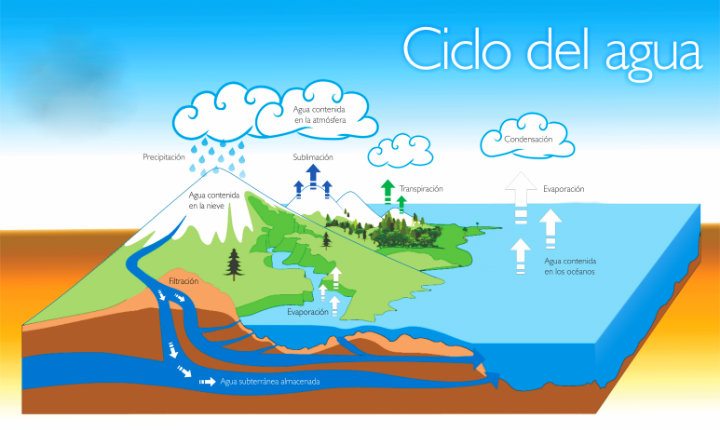 Ciclo del agua
Agua contenida
en la atmósfera
Condensación
Precipitación
Sublimación
Transpiración
Evaporación
Agua contenida
en la nieve
Agua contenida
en los océanos
Filtración
Evaporación
Agua subterránea almacenada